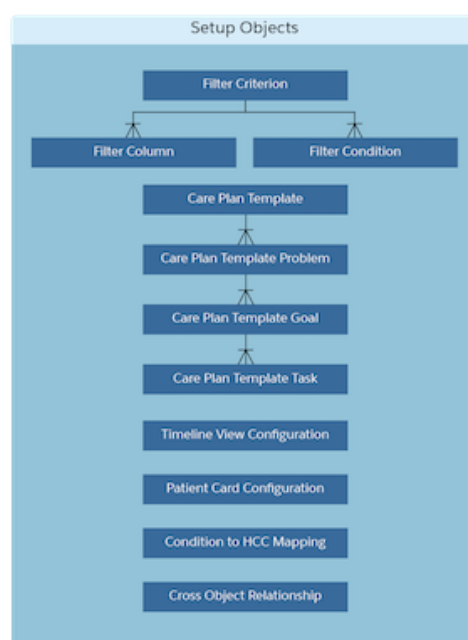 Setup Objects
Filter Criterion
Filter Column
Filter Condition
Care Plan Template
Care Plan Template Problem
Care Plan Template Goal
Care Plan Template Task
Timeline View Configuration
Patient Card Configuration
Condition to HCC Mapping
Cross Object Relationship